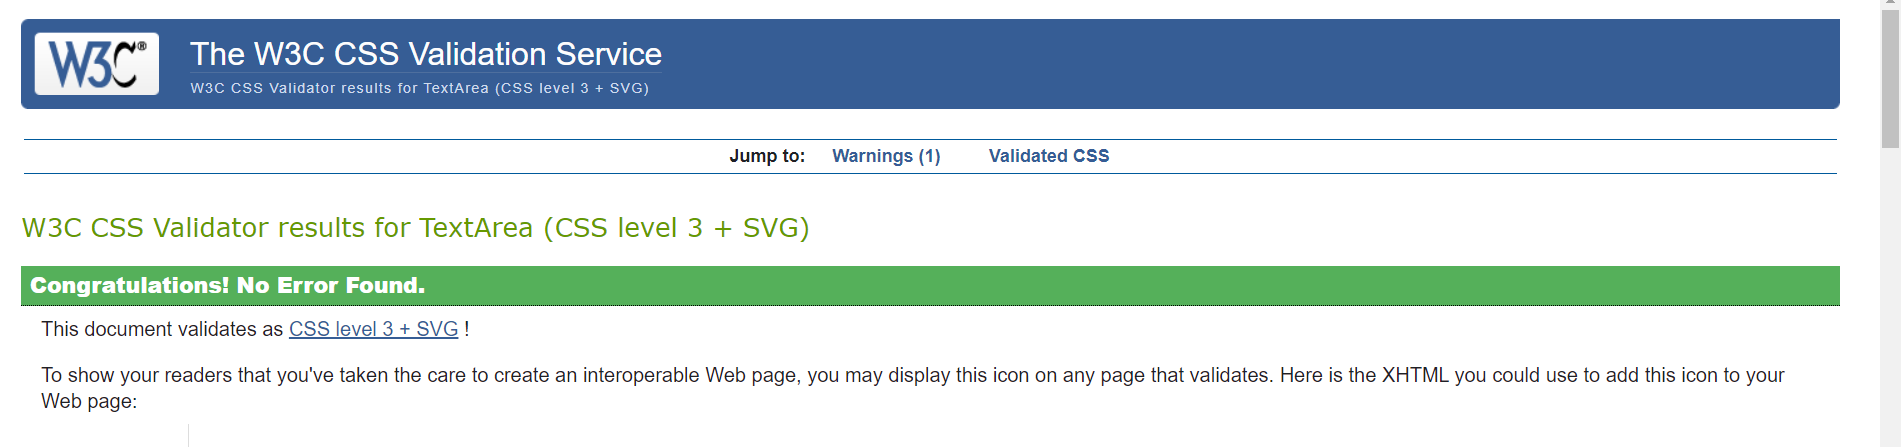 W3C®
The W3C CSS Validation Service
W3C CSS Validator results for TextArea (CSS level 3 + SVG)
Jump to: Warnings (1) Validated CSS
W3C CSS Validator results for TextArea (CSS level 3 + SVG)
Congratulations! No Error Found.
This document validates as CSS level 3 + SVG !
To show your readers that you've taken the care to create an interoperable Web page, you may display this icon on any page that validates. Here is the XHTML you could use to add this icon to your
Web page: